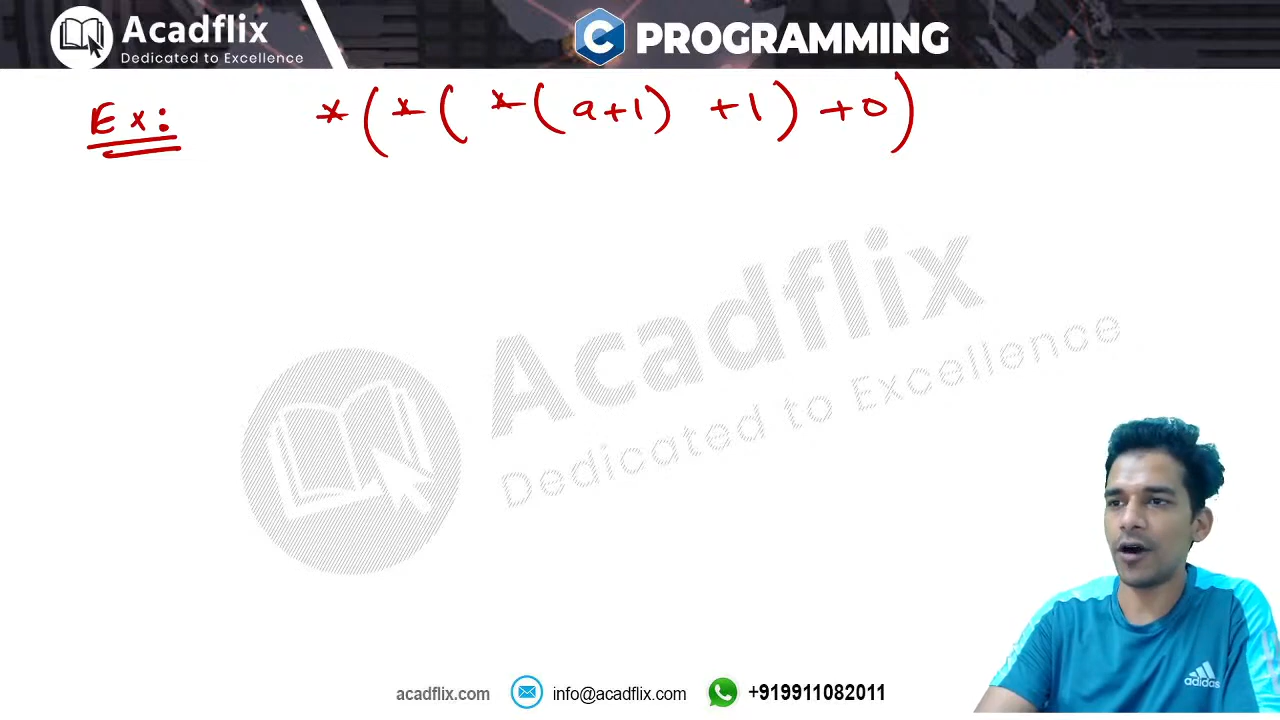 Acadflix
Dedicated to Excellence
C PROGRAMMING
Ex: *(*( *(a+1) +1) +0)
Acadflix
Dedicated to Excellence
adidas
acadflix.com info@acadflix.com +919911082011